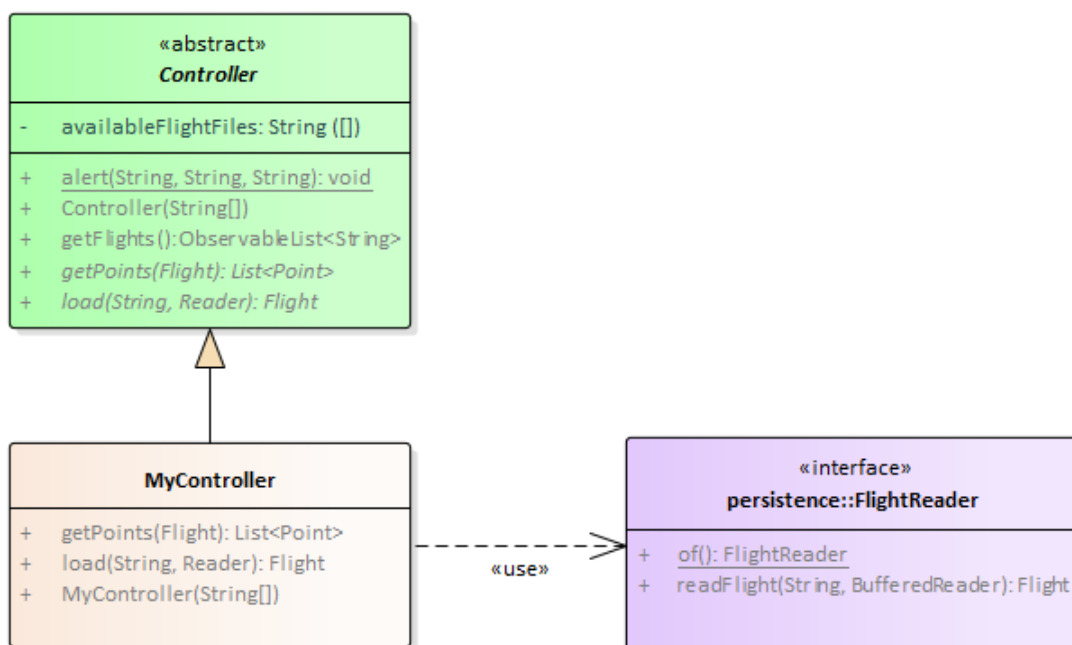 «abstract»
Controller
- availableFlightFiles: String ([])
+ alert(String, String, String): void
+ Controller(String[])
+ getFlights():ObservableList<String>
+ getPoints(Flight): List<Point>
+ load(String, Reader): Flight
MyController
+ getPoints(Flight): List<Point>
+ load(String, Reader): Flight
+ MyController(String[])
«use»
«interface»
persistence::FlightReader
+ of(): FlightReader
+ readFlight(String, BufferedReader): Flight